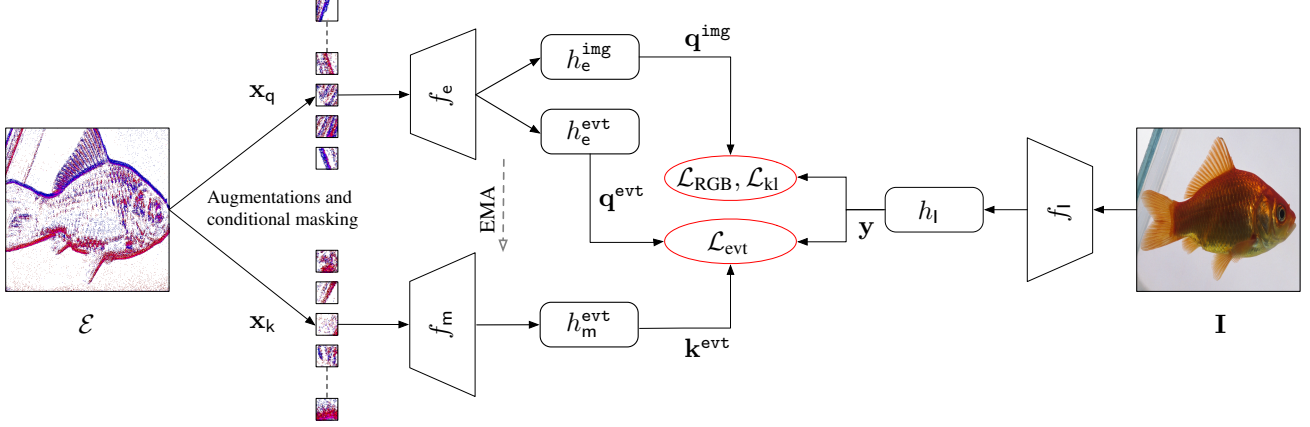 x_q
f_e
h_e^img
q^img
h_e^evt
Augmentations and
conditional masking
EMA
q^evt
L_RGB, L_kl
y
h_I
f_I
L_evt
ℰ
x_k
f_m
h_m^evt
k^evt
I